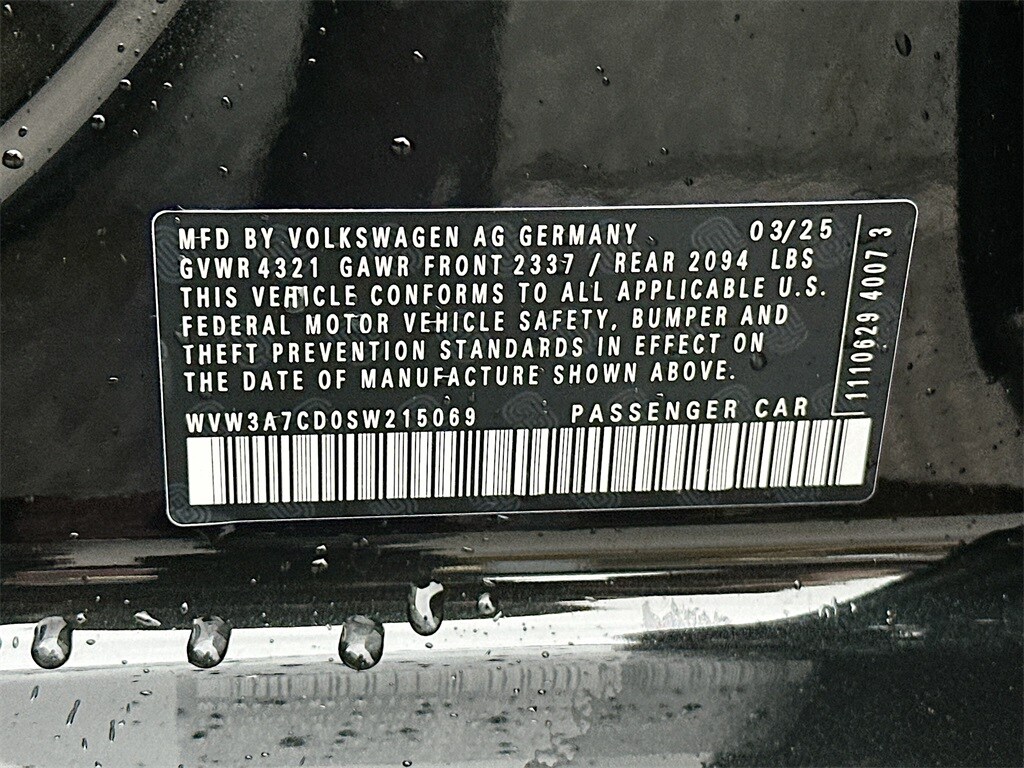 MFD BY VOLKSWAGEN AG GERMANY 03/25
GVWR 4321 GAWR FRONT 2337 / REAR 2094 LBS
THIS VEHICLE CONFORMS TO ALL APPLICABLE U.S.
FEDERAL MOTOR VEHICLE SAFETY, BUMPER AND
THEFT PREVENTION STANDARDS IN EFFECT ON
THE DATE OF MANUFACTURE SHOWN ABOVE.
WVW3A7CD0SW215069 PASSENGER CAR
1110629 4007 3